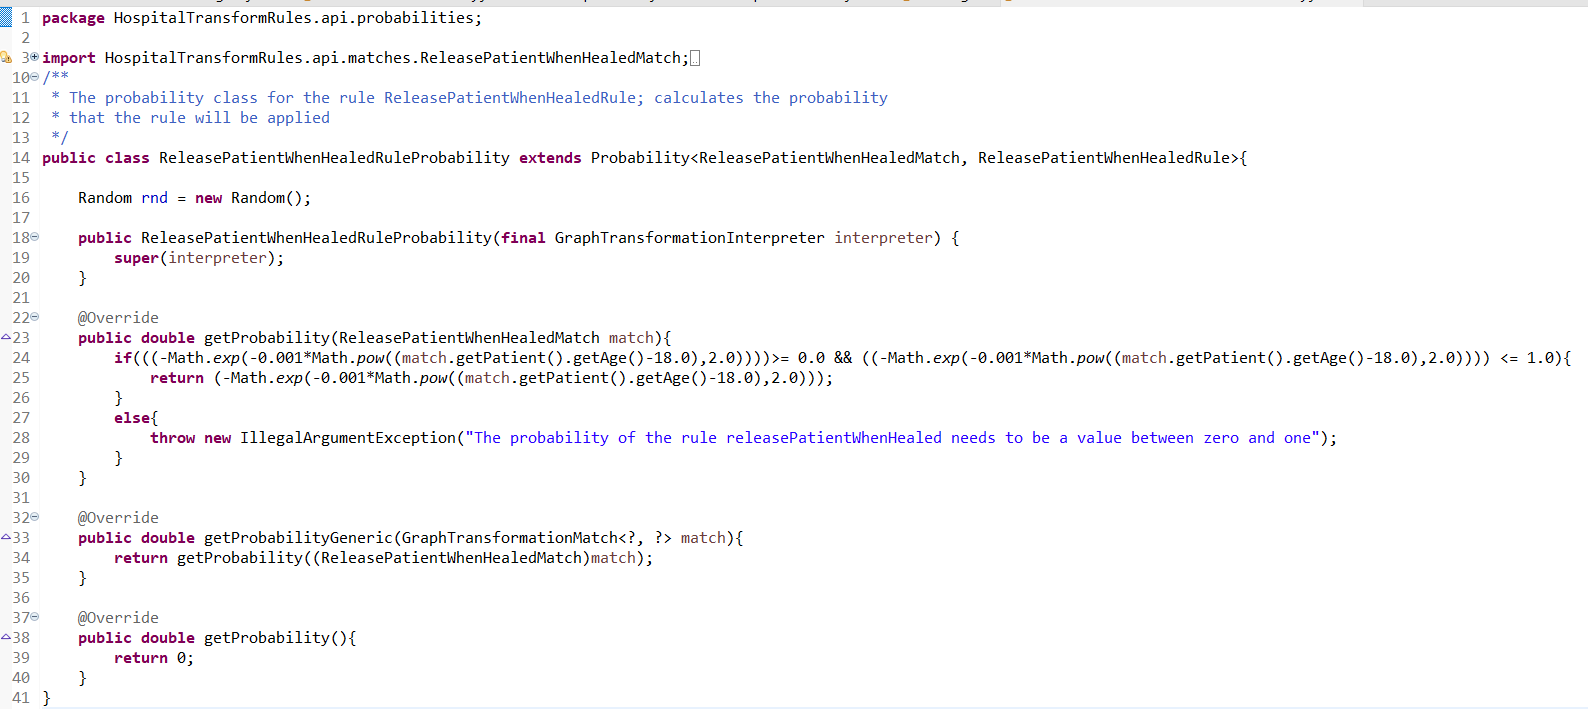 1 package HospitalTransformRules.api.probabilities;
2
3 import HospitalTransformRules.api.matches.ReleasePatientWhenHealedMatch;
10 /**
11 * The probability class for the rule ReleasePatientWhenHealedRule; calculates the probability
12 * that the rule will be applied
13 */
14 public class ReleasePatientWhenHealedRuleProbability extends Probability<ReleasePatientWhenHealedMatch, ReleasePatientWhenHealedRule>{
15
16 Random rnd = new Random();
17
18 public ReleasePatientWhenHealedRuleProbability(final GraphTransformationInterpreter interpreter) {
19 super(interpreter);
20 }
21
22 @Override
23 public double getProbability(ReleasePatientWhenHealedMatch match){
24 if(((-Math.exp(-0.001*Math.pow((match.getPatient().getAge()-18.0),2.0))))>= 0.0 && ((-Math.exp(-0.001*Math.pow((match.getPatient().getAge()-18.0),2.0)))) <= 1.0){
25 return (-Math.exp(-0.001*Math.pow((match.getPatient().getAge()-18.0),2.0)));
26 }
27 else{
28 throw new IllegalArgumentException("The probability of the rule releasePatientWhenHealed needs to be a value between zero and one");
29 }
30 }
31
32 @Override
33 public double getProbabilityGeneric(GraphTransformationMatch<?, ?> match){
34 return getProbability((ReleasePatientWhenHealedMatch)match);
35 }
36
37 @Override
38 public double getProbability(){
39 return 0;
40 }
41 }